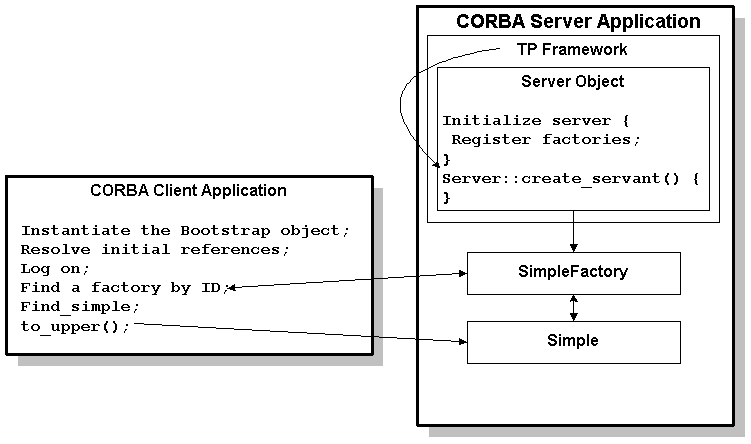 CORBA Server Application
TP Framework
Server Object
Initialize server {
Register factories;
}
Server::create_servant() {
}
CORBA Client Application
Instantiate the Bootstrap object;
Resolve initial references;
Log on;
Find a factory by ID;
Find_simple;
to_upper();
SimpleFactory
Simple